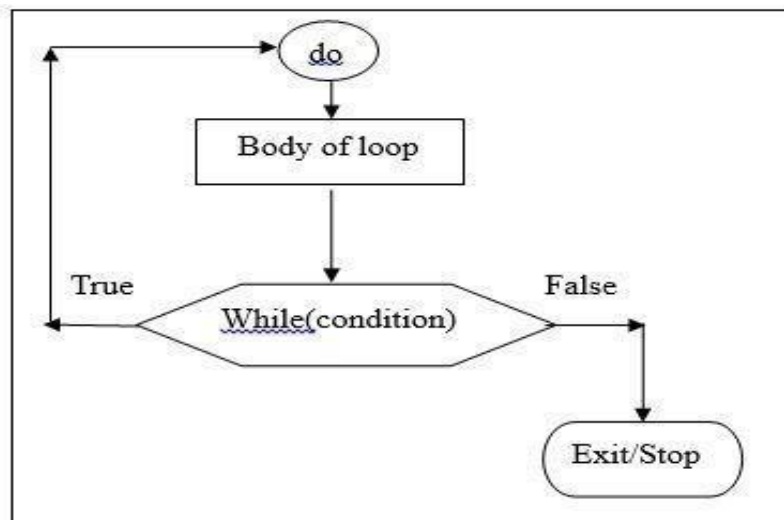 do
Body of loop
True
While(condition)
False
Exit/Stop